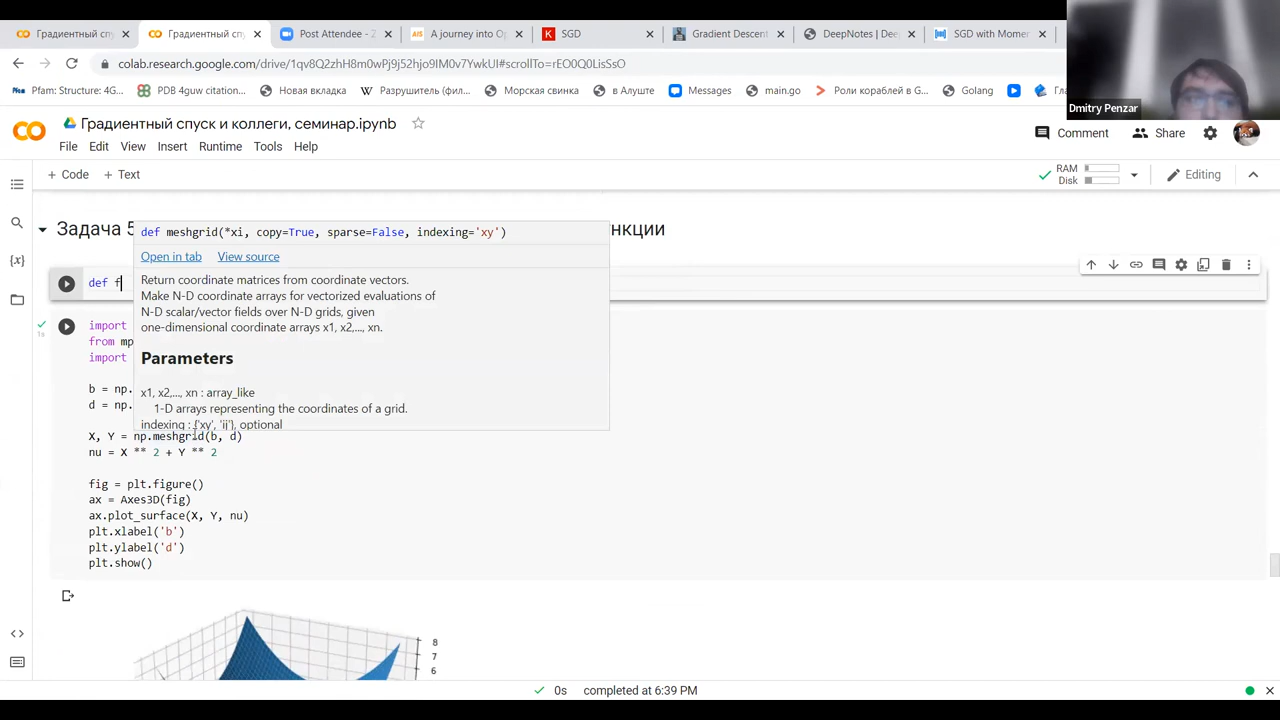 Градиентный спу
Градиентный спу
Post Attendee - Z
A journey into Op
SGD
Gradient Descent
DeepNotes | Deep
SGD with Momen
colab.research.google.com/drive/1qv8Q2zhH8m0wPj9j52hjo9IM0v7YwkUI#scrollTo=rEO0Q0LisSsO
Pfam: Structure: 4G...
PDB 4guw citation...
Новая вкладка
Разрушитель (фил...
Морская свинка
в Алуште
Messages
main.go
Роли кораблей в G...
Golang
Dmitry Penzar
Градиентный спуск и коллеги, семинар.ipynb
Comment
Share
File Edit View Insert Runtime Tools Help
+ Code + Text
RAM
Disk
Editing
Задача 5
нкции
def meshgrid(*xi, copy=True, sparse=False, indexing='xy')
Open in tab View source
Return coordinate matrices from coordinate vectors.
Make N-D coordinate arrays for vectorized evaluations of
N-D scalar/vector fields over N-D grids, given
one-dimensional coordinate arrays x1, x2,..., xn.
Parameters
x1, x2,..., xn : array_like
1-D arrays representing the coordinates of a grid.
indexing : {'xy', 'ij'}, optional
def f
1s
import
from mp
import
b = np.
d = np.
X, Y = np.meshgrid(b, d)
nu = X ** 2 + Y ** 2
fig = plt.figure()
ax = Axes3D(fig)
ax.plot_surface(X, Y, nu)
plt.xlabel('b')
plt.ylabel('d')
plt.show()
8
7
6
0s completed at 6:39 PM